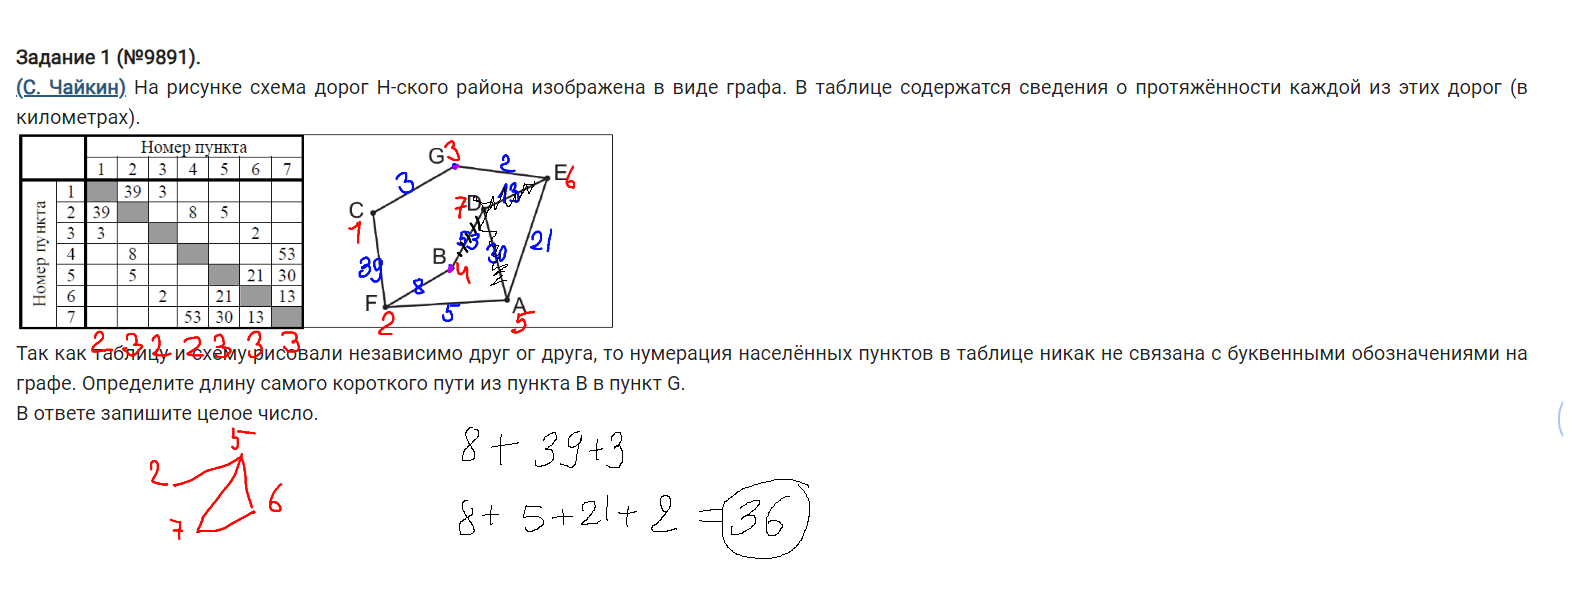 Задание 1 (№9891).
(С. Чайкин) На рисунке схема дорог Н-ского района изображена в виде графа. В таблице содержатся сведения о протяжённости каждой из этих дорог (в
километрах).
Номер пункта
1 2 3 4 5 6 7
Номер пункта
1 39 3
2 39 8 5
3 3 2
4 8 53
5 5 21 30
6 2 21 13
7 53 30 13
2 3 2 2 3 3 3
G 3
2
E 6
3
13
7 D
C
1
21
53
30
B
4
39
8
F
2
5
A
5
Так как таблицу и схему рисовали независимо друг ог друга, то нумерация населённых пунктов в таблице никак не связана с буквенными обозначениями на
графе. Определите длину самого короткого пути из пункта В в пункт G.
В ответе запишите целое число.
5
2
6
7
8 + 39 + 3
8 + 5 + 21 + 2 = 36